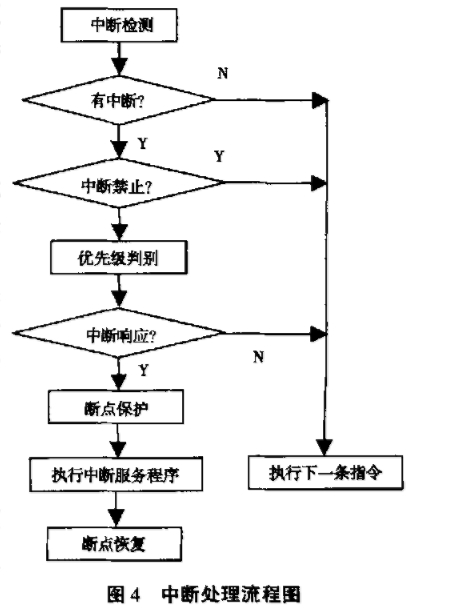 中断检测
N
有中断?
Y
Y
中断禁止?
优先级判别
中断响应?
Y
N
断点保护
执行中断服务程序
执行下一条指令
断点恢复
图4 中断处理流程图